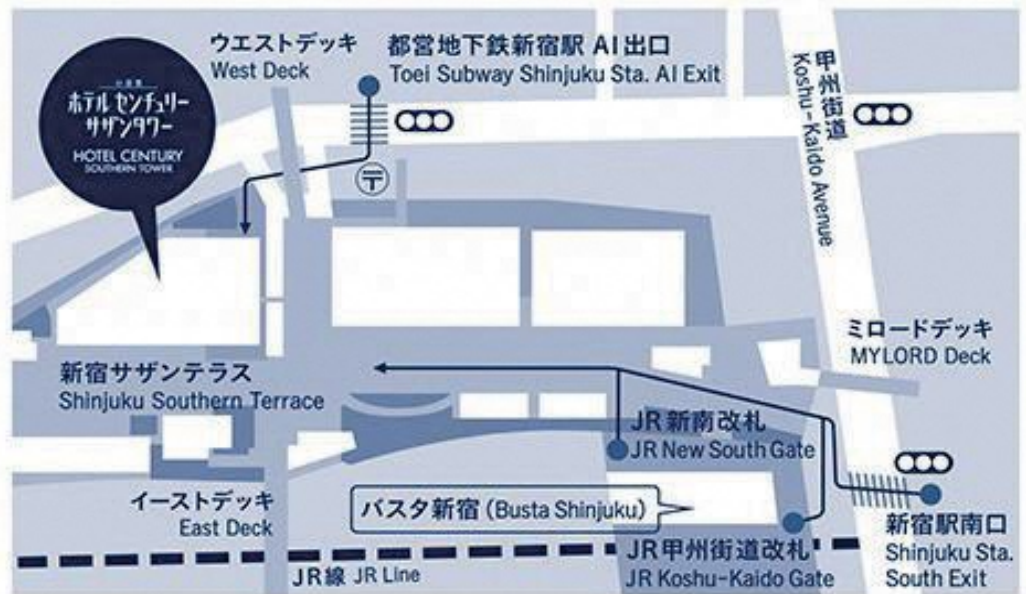 ウエストデッキ
West Deck
都営地下鉄新宿駅 A1出口
Toei Subway Shinjuku Sta. A1 Exit
小田急
ホテル センチュリー
サザンタワー
HOTEL CENTURY
SOUTHERN TOWER
甲州街道
Koshu-Kaido Avenue
〒
ミロードデッキ
MYLORD Deck
新宿サザンテラス
Shinjuku Southern Terrace
JR新南改札
JR New South Gate
イーストデッキ
East Deck
バスタ新宿 (Busta Shinjuku)
新宿駅南口
Shinjuku Sta.
South Exit
JR甲州街道改札
JR Koshu-Kaido Gate
JR線 JR Line